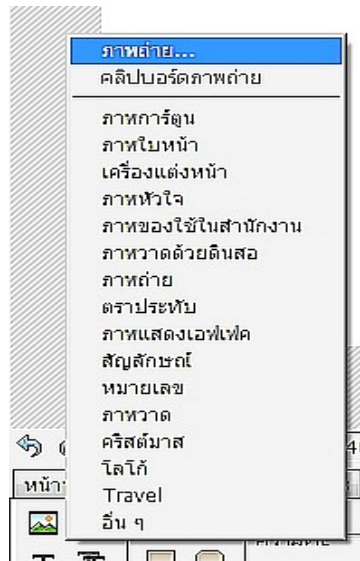 ภาพถ่าย...
คลิปบอร์ดภาพถ่าย
ภาพการ์ตูน
ภาพใบหน้า
เครื่องแต่งหน้า
ภาพหัวใจ
ภาพของใช้ในสำนักงาน
ภาพวาดด้วยดินสอ
ภาพถ่าย
ตราประทับ
ภาพแสดงเอฟเฟค
สัญลักษณ์
หมายเลข
ภาพวาด
คริสต์มาส
โลโก้
Travel
อื่น ๆ